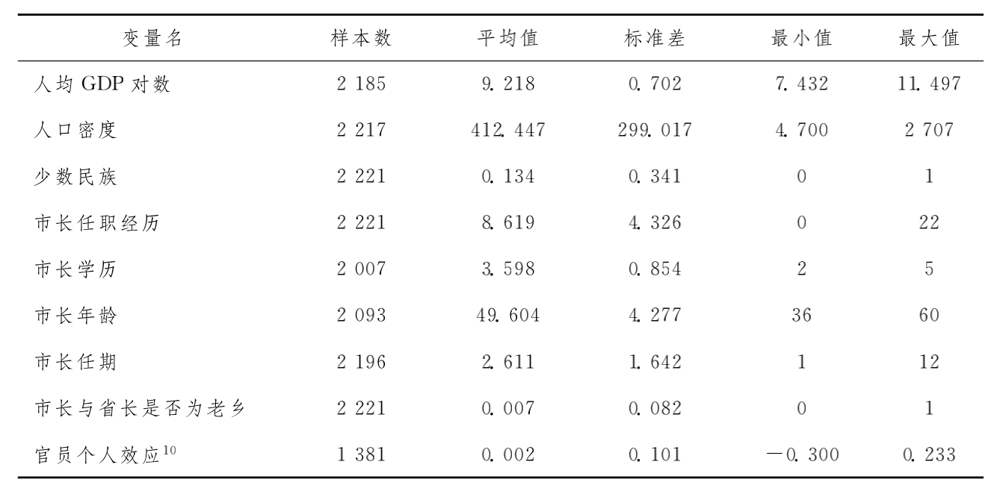 变量名 样本数 平均值 标准差 最小值 最大值
人均 GDP 对数 2 185 9. 218 0. 702 7. 432 11. 497
人口密度 2 217 412. 447 299. 017 4. 700 2 707
少数民族 2 221 0. 134 0. 341 0 1
市长任职经历 2 221 8. 619 4. 326 0 22
市长学历 2 007 3. 598 0. 854 2 5
市长年龄 2 093 49. 604 4. 277 36 60
市长任期 2 196 2. 611 1. 642 1 12
市长与省长是否为老乡 2 221 0. 007 0. 082 0 1
官员个人效应10 1 381 0. 002 0. 101 −0. 300 0. 233